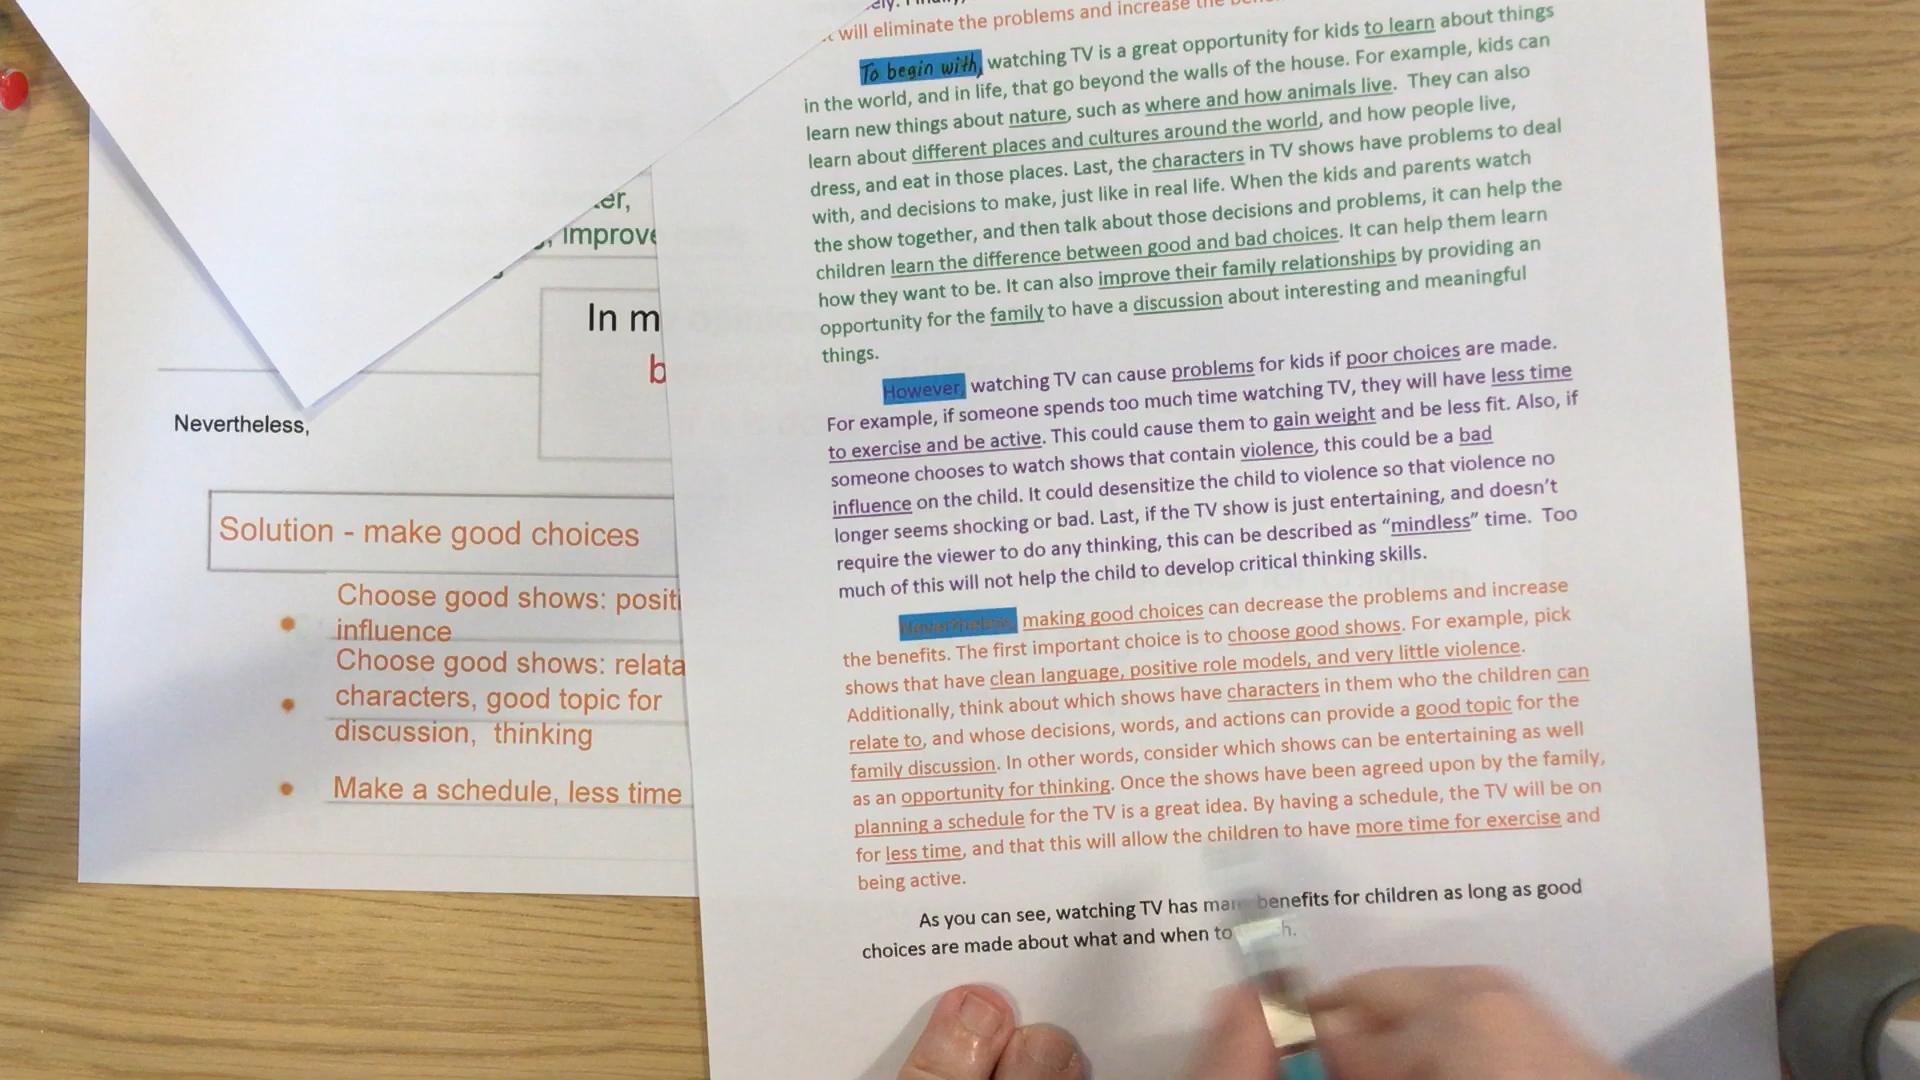 will eliminate the problems and increase the
To begin with, watching TV is a great opportunity for kids to learn about things
in the world, and in life, that go beyond the walls of the house. For example, kids can
learn new things about nature, such as where and how animals live. They can also
learn about different places and cultures around the world, and how people live,
dress, and eat in those places. Last, the characters in TV shows have problems to deal
with, and decisions to make, just like in real life. When the kids and parents watch
the show together, and then talk about those decisions and problems, it can help the
children learn the difference between good and bad choices. It can help them learn
how they want to be. It can also improve their family relationships by providing an
opportunity for the family to have a discussion about interesting and meaningful
things.
However, watching TV can cause problems for kids if poor choices are made.
For example, if someone spends too much time watching TV, they will have less time
to exercise and be active. This could cause them to gain weight and be less fit. Also, if
someone chooses to watch shows that contain violence, this could be a bad
influence on the child. It could desensitize the child to violence so that violence no
longer seems shocking or bad. Last, if the TV show is just entertaining, and doesn't
require the viewer to do any thinking, this can be described as "mindless" time. Too
much of this will not help the child to develop critical thinking skills.
Nevertheless, making good choices can decrease the problems and increase
the benefits. The first important choice is to choose good shows. For example, pick
shows that have clean language, positive role models, and very little violence.
Additionally, think about which shows have characters in them who the children can
relate to, and whose decisions, words, and actions can provide a good topic for the
family discussion. In other words, consider which shows can be entertaining as well
as an opportunity for thinking. Once the shows have been agreed upon by the family,
planning a schedule for the TV is a great idea. By having a schedule, the TV will be on
for less time, and that this will allow the children to have more time for exercise and
being active.
As you can see, watching TV has many benefits for children as long as good
choices are made about what and when to
improve
In m
b
Nevertheless,
Solution - make good choices
Choose good shows: positi
influence
Choose good shows: relata
characters, good topic for
discussion, thinking
Make a schedule, less time